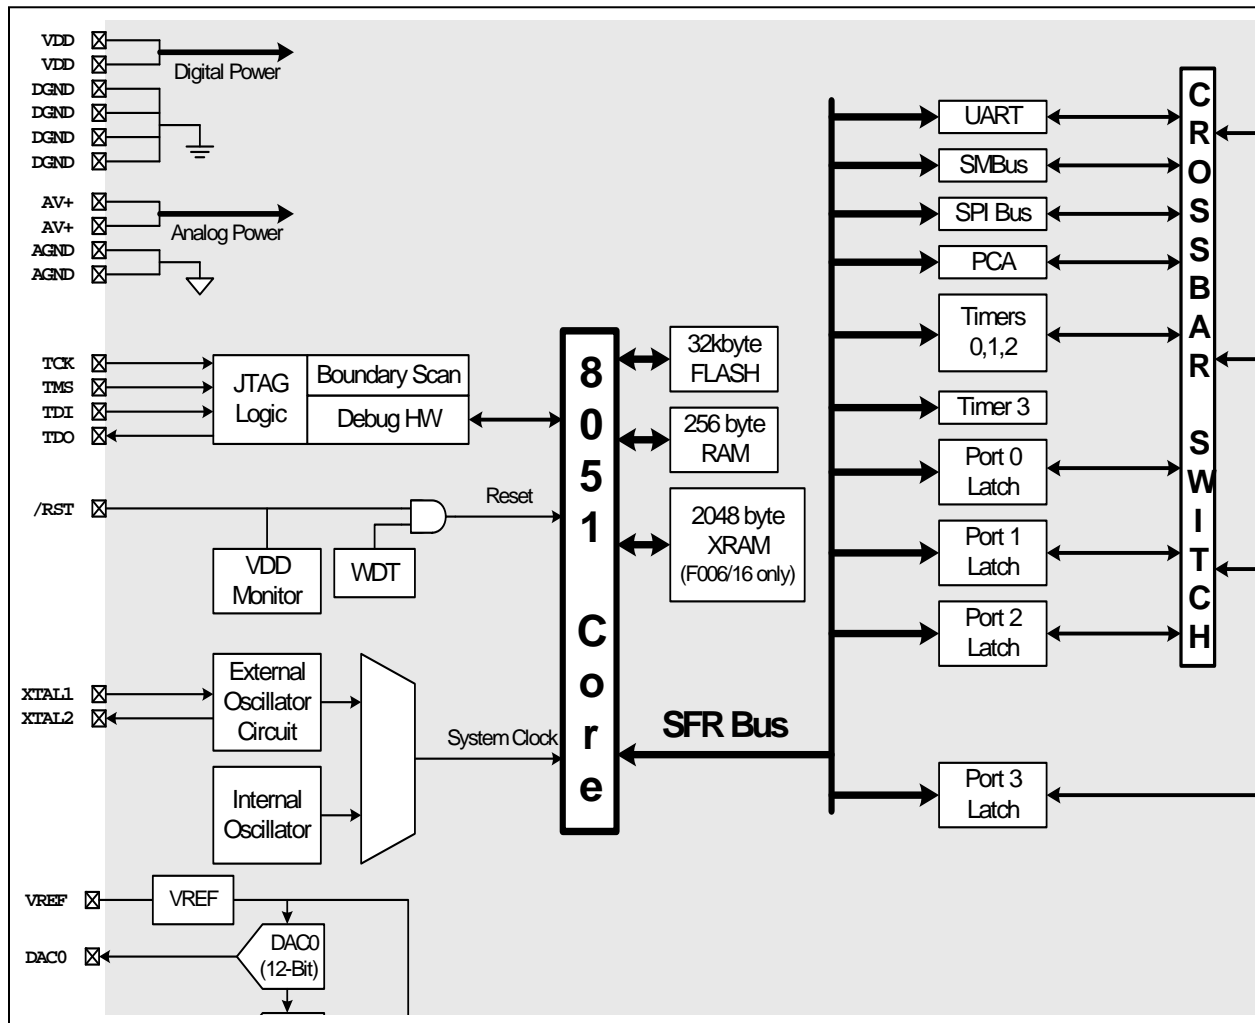 VDD
VDD
Digital Power
DGND
DGND
DGND
DGND
AV+
AV+
Analog Power
AGND
AGND
TCK
TMS
TDI
TDO
JTAG
Logic
Boundary Scan
Debug HW
/RST
Reset
VDD
Monitor
WDT
XTAL1
XTAL2
External
Oscillator
Circuit
Internal
Oscillator
System Clock
8051 Core
32kbyte
FLASH
256 byte
RAM
2048 byte
XRAM
(F006/16 only)
SFR Bus
UART
SMBus
SPI Bus
PCA
Timers
0,1,2
Timer 3
Port 0
Latch
Port 1
Latch
Port 2
Latch
Port 3
Latch
CROSSBAR SWITCH
VREF
VREF
DAC0
DAC0
(12-Bit)